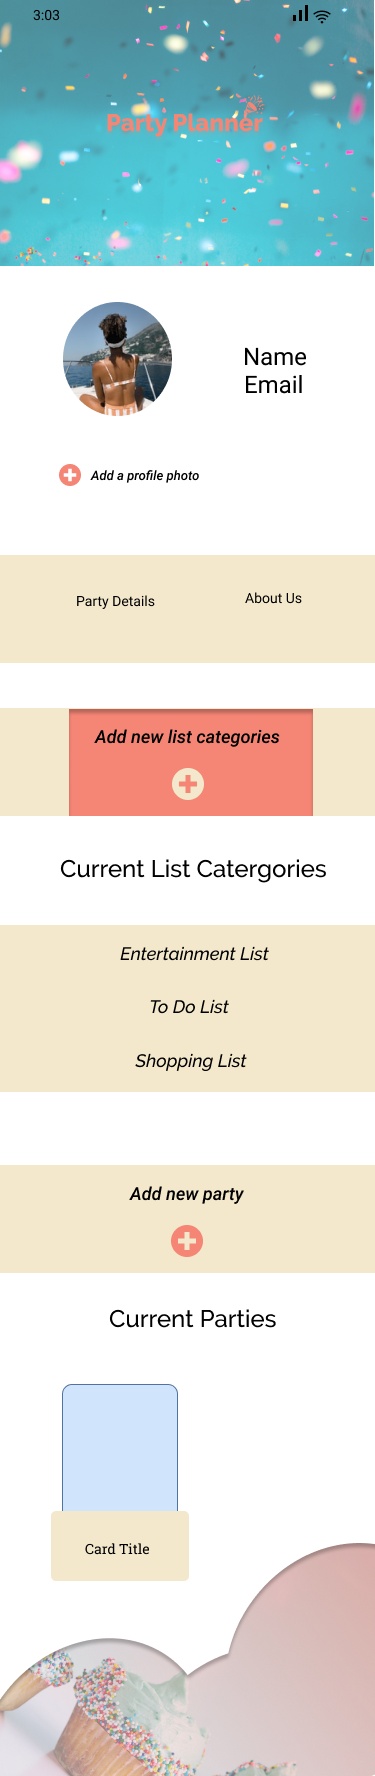 3:03
Party Planner
Name
Email
Add a profile photo
Party Details
About Us
Add new list categories
Current List Catergories
Entertainment List
To Do List
Shopping List
Add new party
Current Parties
Card Title